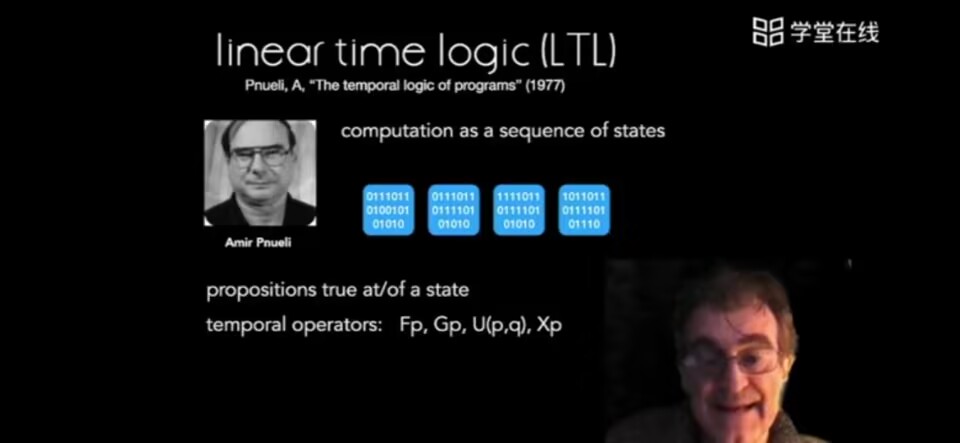 linear time logic (LTL)
学堂在线
Pnueli, A, “The temporal logic of programs” (1977)
computation as a sequence of states
0111011 0111011 1111011 1011011
0100101 0111101 0111101 0111101
01010 01010 01010 01110
Amir Pnueli
propositions true at/of a state
temporal operators: Fp, Gp, U(p,q), Xp